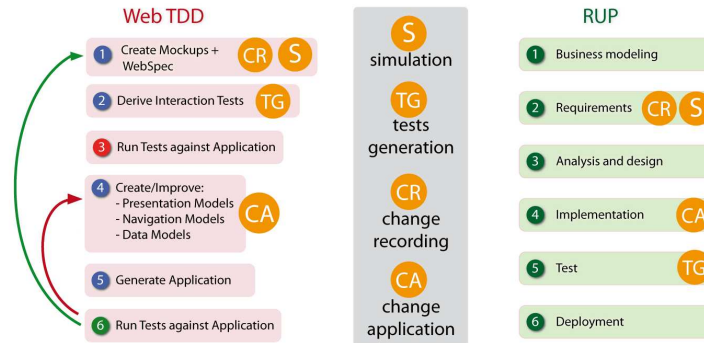 Web TDD
1 Create Mockups +
WebSpec CR S
2 Derive Interaction Tests TG
3 Run Tests against Application
4 Create/Improve:
- Presentation Models
- Navigation Models
- Data Models
CA
5 Generate Application
6 Run Tests against Application
S
simulation
TG
tests
generation
CR
change
recording
CA
change
application
RUP
1 Business modeling
2 Requirements CR S
3 Analysis and design
4 Implementation CA
5 Test TG
6 Deployment